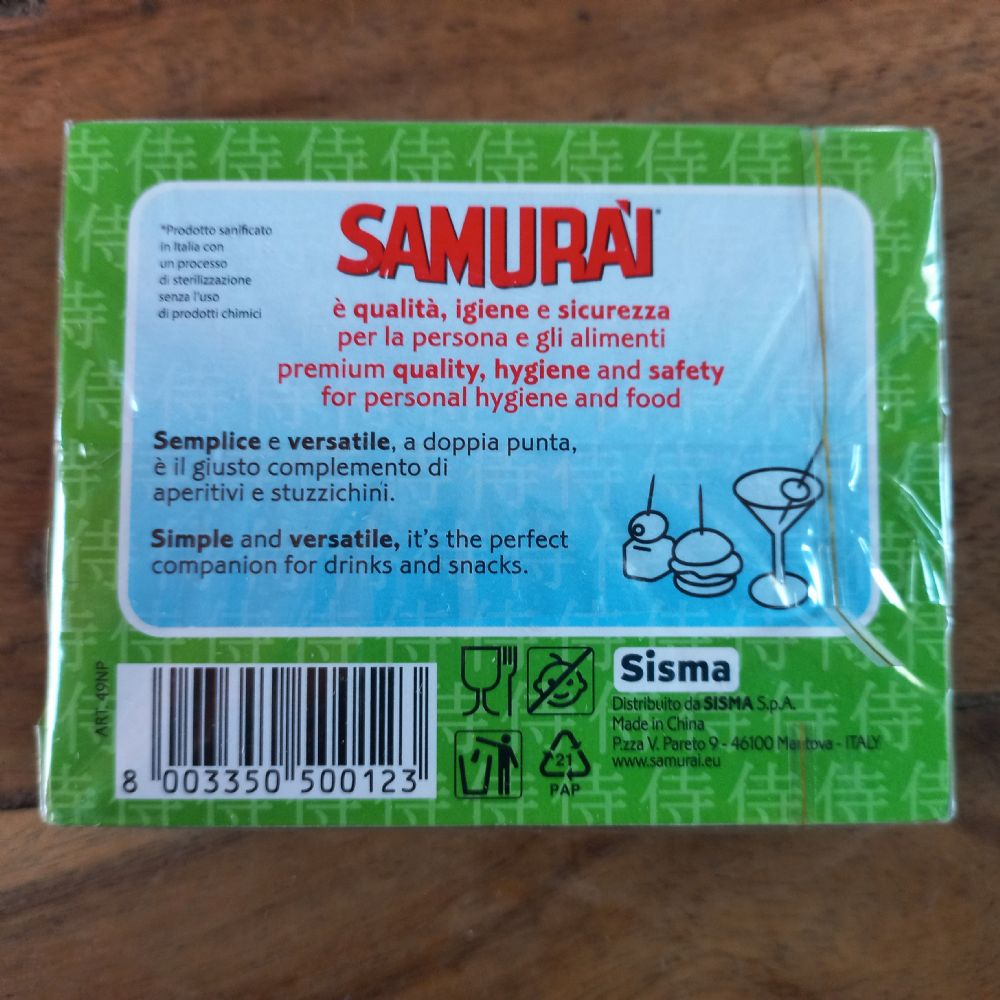 *Prodotto sanificato
in Italia con
un processo
di sterilizzazione
senza l'uso
di prodotti chimici
SAMURÀI
è qualità, igiene e sicurezza
per la persona e gli alimenti
premium quality, hygiene and safety
for personal hygiene and food
Semplice e versatile, a doppia punta,
è il giusto complemento di
aperitivi e stuzzichini.
Simple and versatile, it's the perfect
companion for drinks and snacks.
ART. 49NP
8 003350 500123
21
PAP
Sisma
Distribuito da SISMA S.p.A.
Made in China
P.zza V. Pareto 9 - 46100 Mantova - ITALY
www.samurai.eu
侍